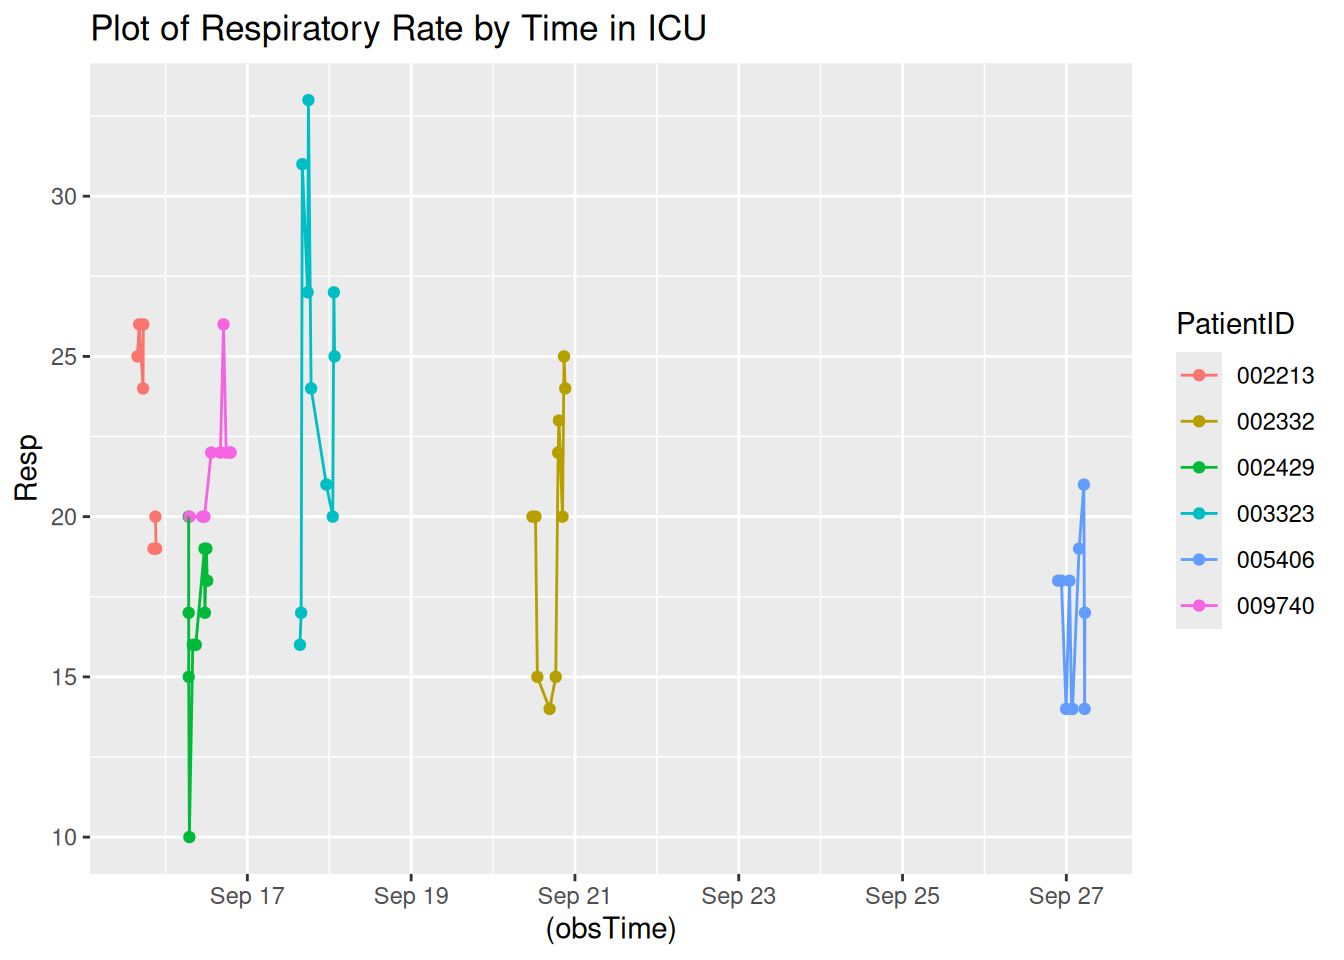 Plot of Respiratory Rate by Time in ICU
30
25
20
15
10
Resp
Sep 17 Sep 19 Sep 21 Sep 23 Sep 25 Sep 27
(obsTime)
PatientID
002213
002332
002429
003323
005406
009740